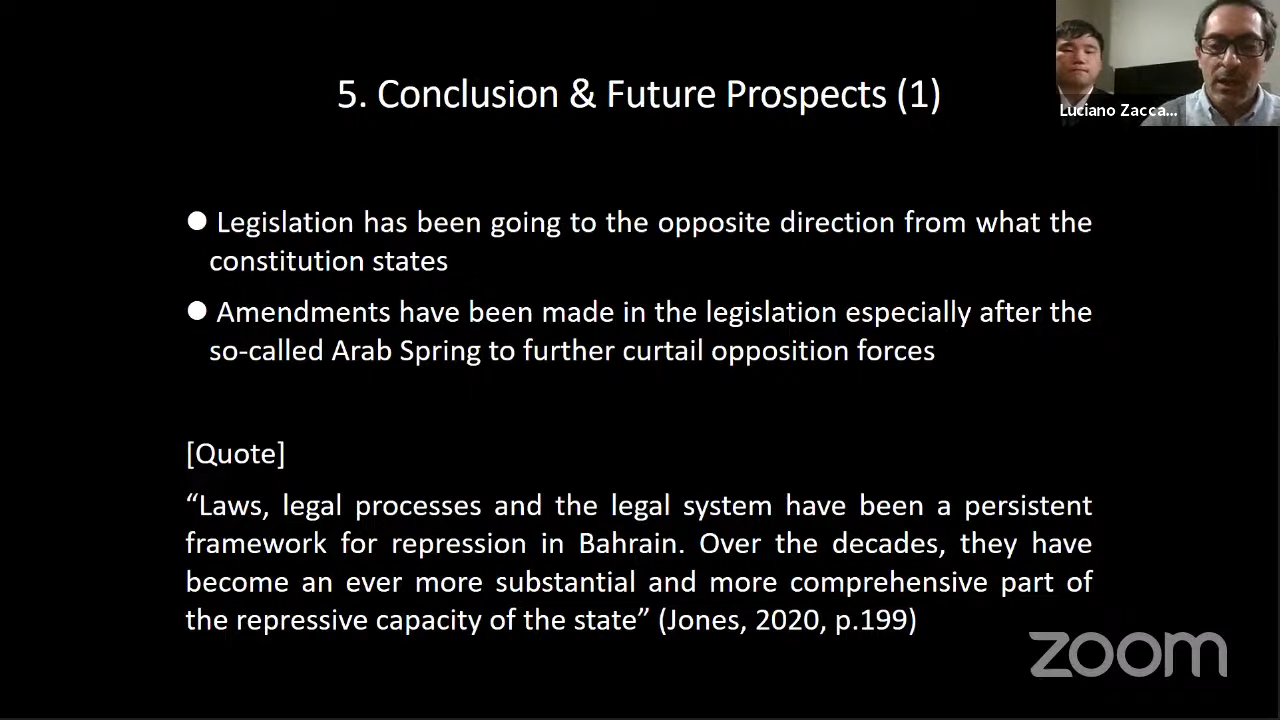 5. Conclusion & Future Prospects (1)
Luciano Zacca...
● Legislation has been going to the opposite direction from what the
constitution states
● Amendments have been made in the legislation especially after the
so-called Arab Spring to further curtail opposition forces
[Quote]
“Laws, legal processes and the legal system have been a persistent
framework for repression in Bahrain. Over the decades, they have
become an ever more substantial and more comprehensive part of
the repressive capacity of the state” (Jones, 2020, p.199)
zoom